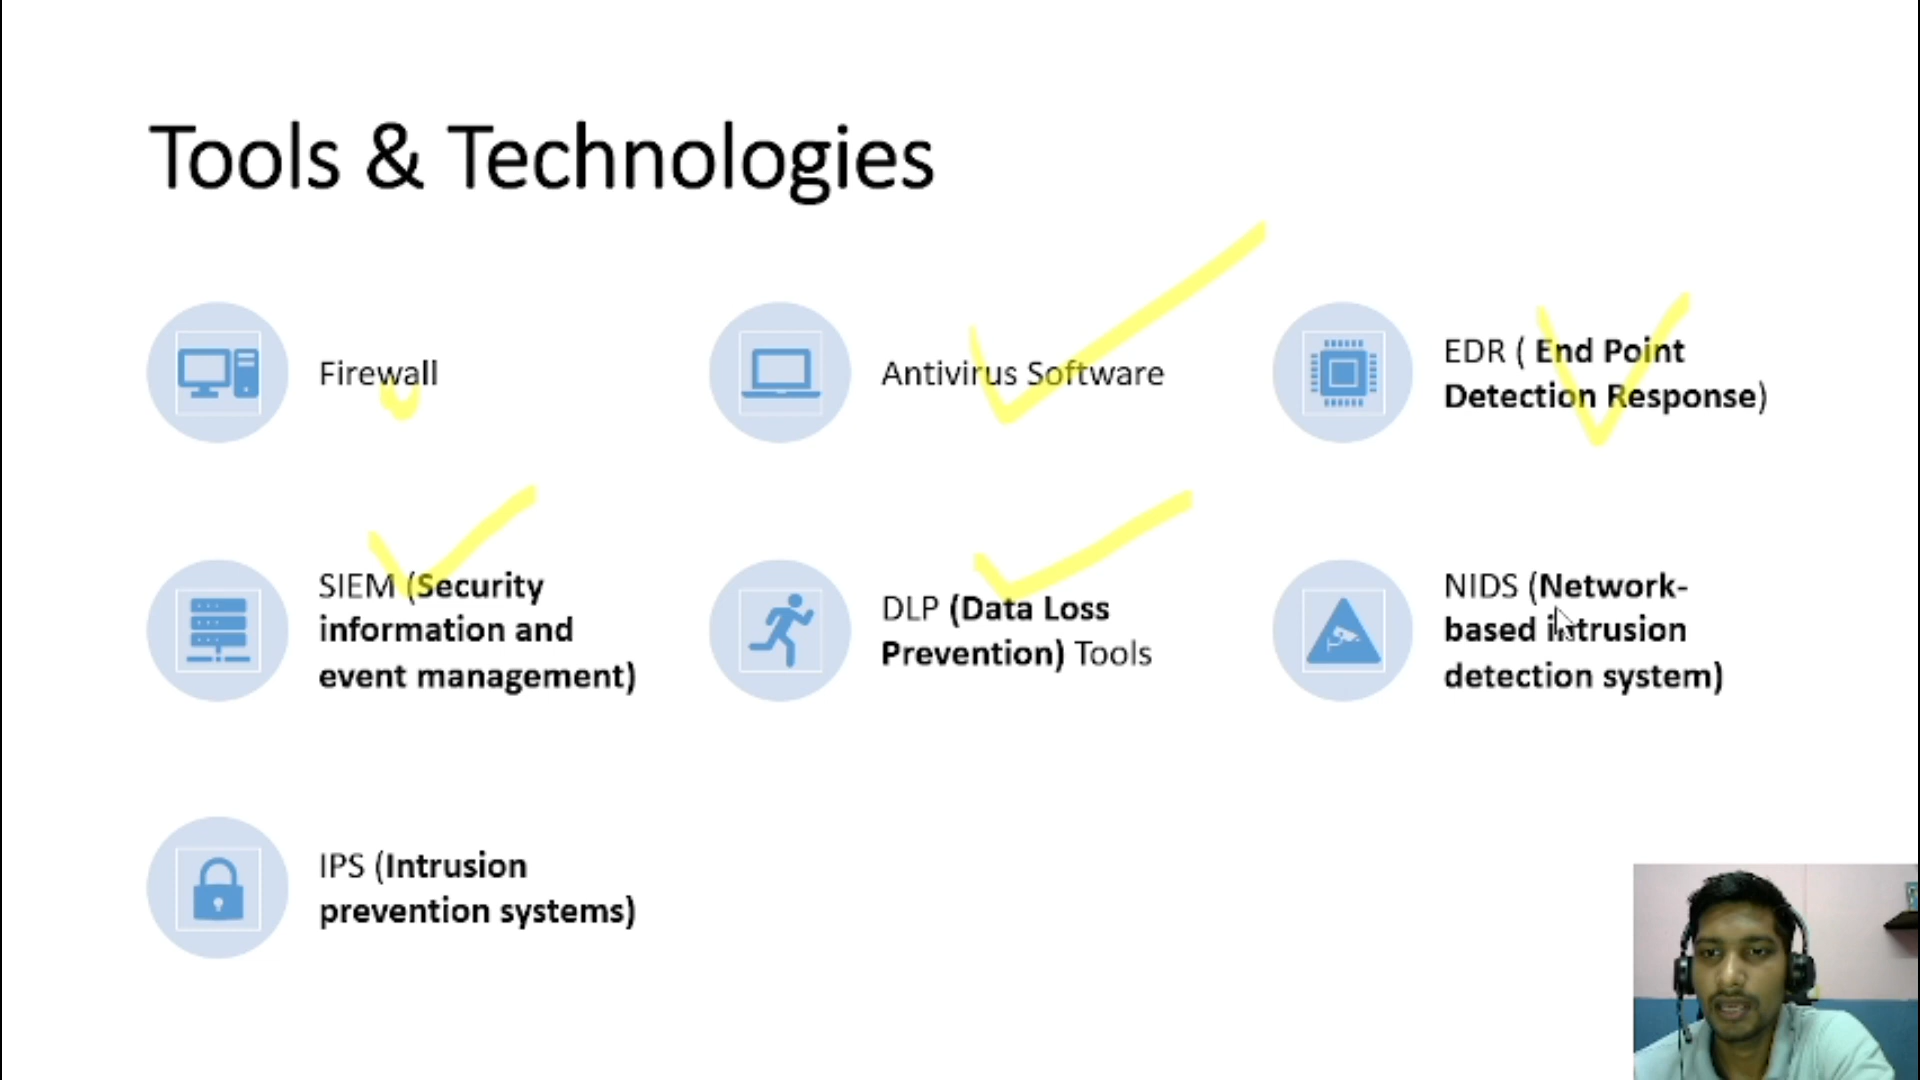 Tools & Technologies
Firewall
Antivirus Software
EDR ( End Point
Detection Response)
SIEM (Security
information and
event management)
DLP (Data Loss
Prevention) Tools
NIDS (Network-
based intrusion
detection system)
IPS (Intrusion
prevention systems)